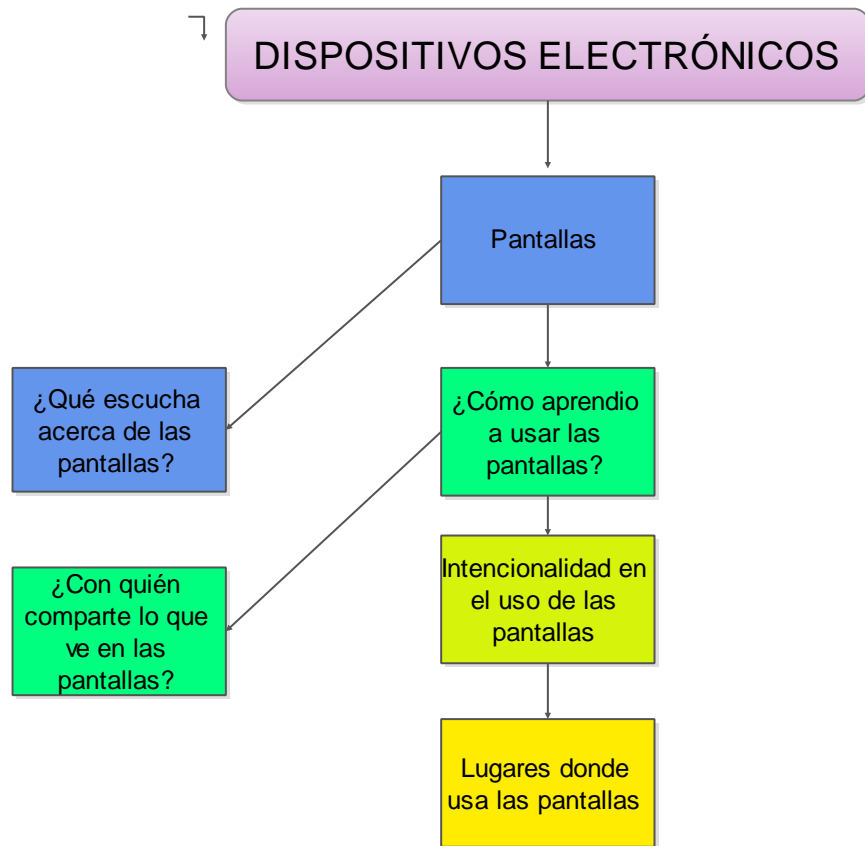 DISPOSITIVOS ELECTRÓNICOS
Pantallas
¿Qué escucha
acerca de las
pantallas?
¿Cómo aprendio
a usar las
pantallas?
¿Con quién
comparte lo que
ve en las
pantallas?
Intencionalidad en
el uso de las
pantallas
Lugares donde
usa las pantallas